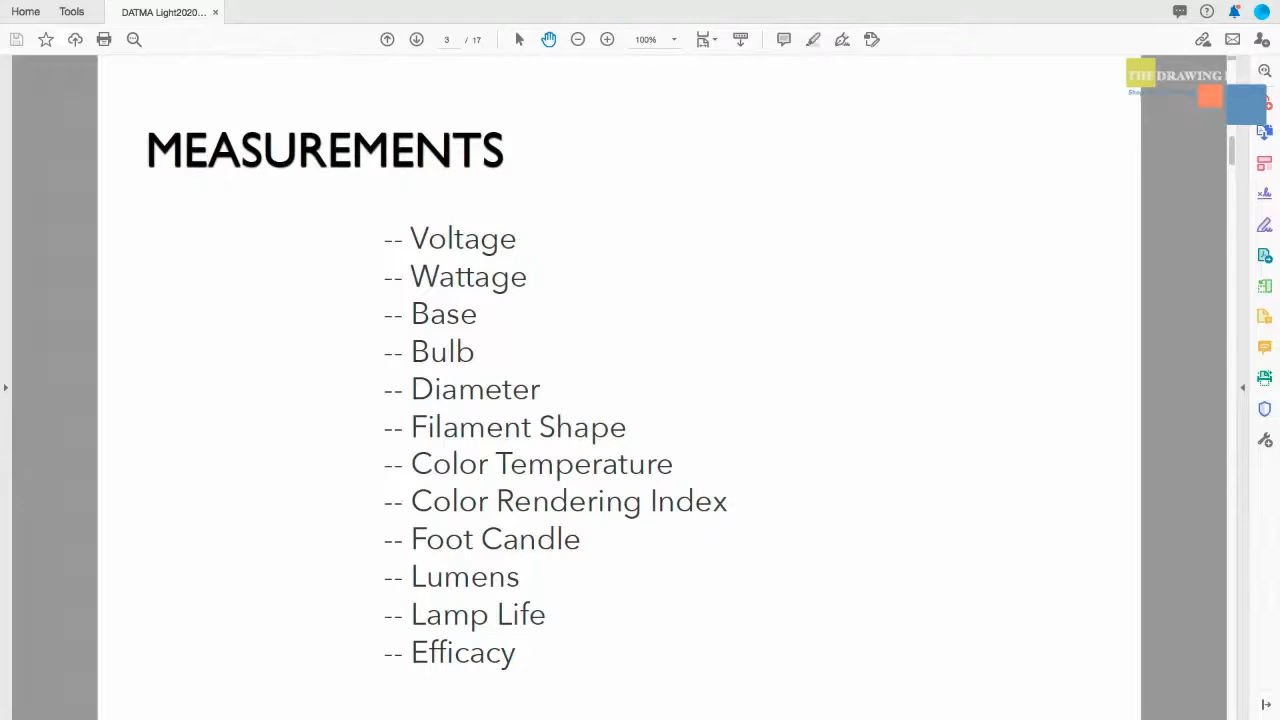 Home
Tools
DATMA Light2020...
3 / 17
100%
THE DRAWING
MEASUREMENTS
-- Voltage
-- Wattage
-- Base
-- Bulb
-- Diameter
-- Filament Shape
-- Color Temperature
-- Color Rendering Index
-- Foot Candle
-- Lumens
-- Lamp Life
-- Efficacy